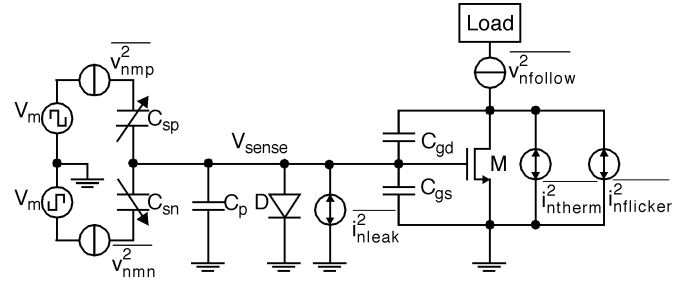 Load
v²nmp
v²nfollow
Vm
Csp
Vsense
Cgd
M
Vm
Csn
Cp
D
i²nleak
Cgs
i²ntherm
i²nflicker
v²nmn